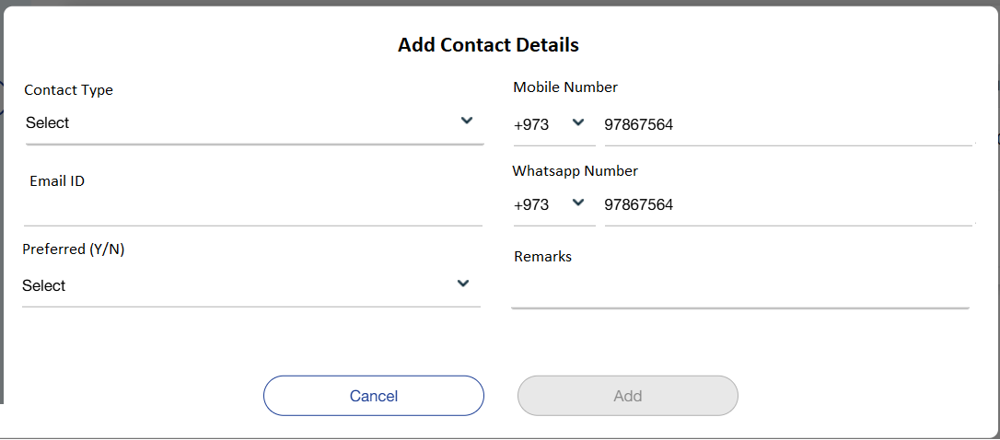 Add Contact Details
Contact Type
Select
Mobile Number
+973 97867564
Email ID
Whatsapp Number
+973 97867564
Preferred (Y/N)
Select
Remarks
Cancel
Add